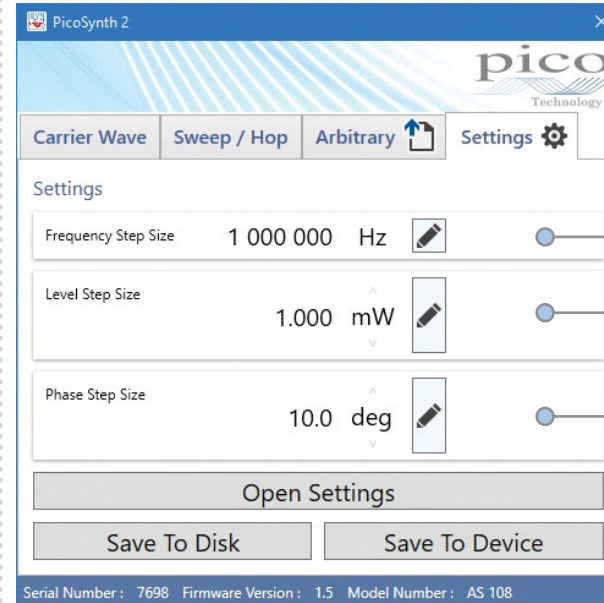 PicoSynth 2
pico
Technology
Carrier Wave Sweep / Hop Arbitrary Settings
Settings
Frequency Step Size 1 000 000 Hz
Level Step Size
1.000 mW
Phase Step Size
10.0 deg
Open Settings
Save To Disk Save To Device
Serial Number : 7698 Firmware Version : 1.5 Model Number : AS 108